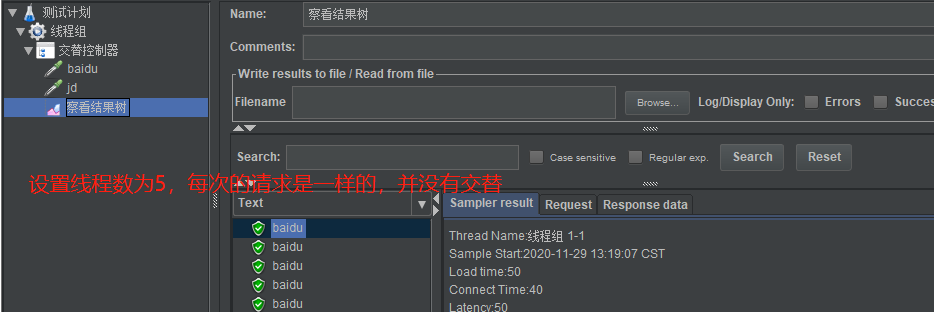 测试计划
线程组
交替控制器
baidu
jd
察看结果树
Name: 察看结果树
Comments:
Write results to file / Read from file
Filename Browse... Log/Display Only: Errors Succes
Search: Case sensitive Regular exp. Search Reset
设置线程数为5，每次的请求是一样的，并没有交替
Text
baidu
baidu
baidu
baidu
baidu
Sampler result Request Response data
Thread Name:线程组 1-1
Sample Start:2020-11-29 13:19:07 CST
Load time:50
Connect Time:40
Latency:50